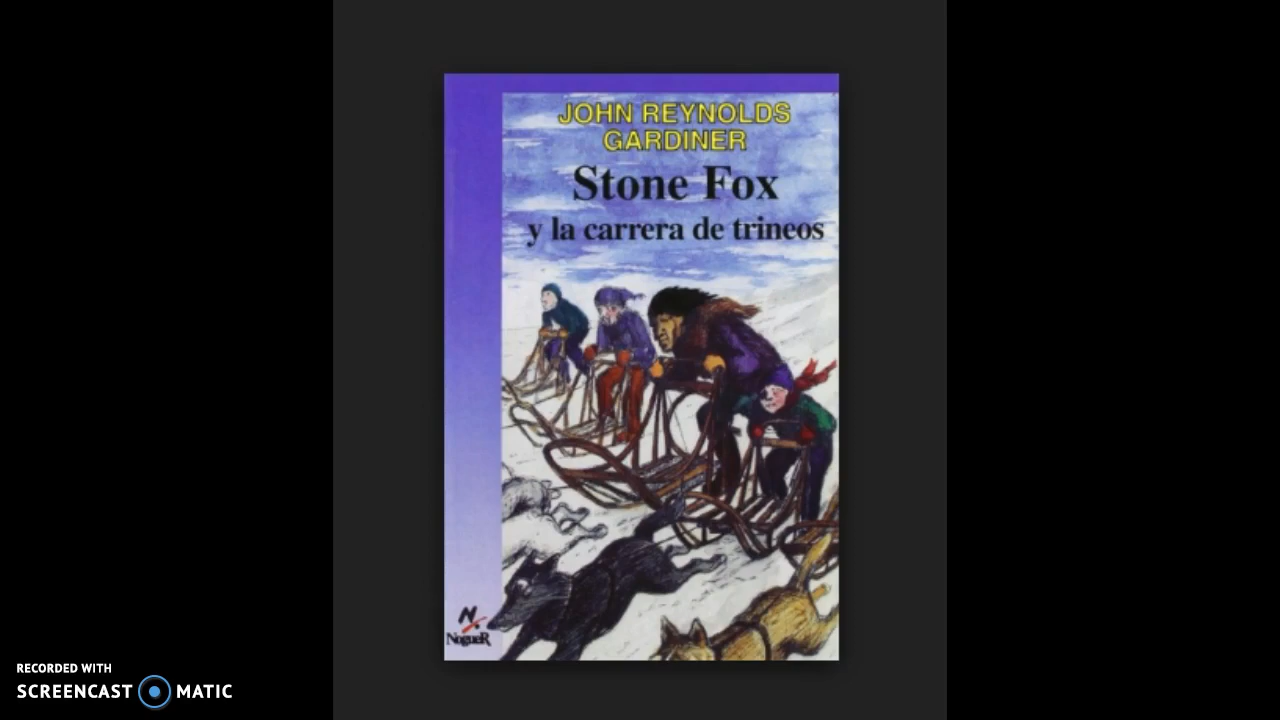 JOHN REYNOLDS
GARDINER
Stone Fox
y la carrera de trineos
N
NogueR
RECORDED WITH
SCREENCAST MATIC